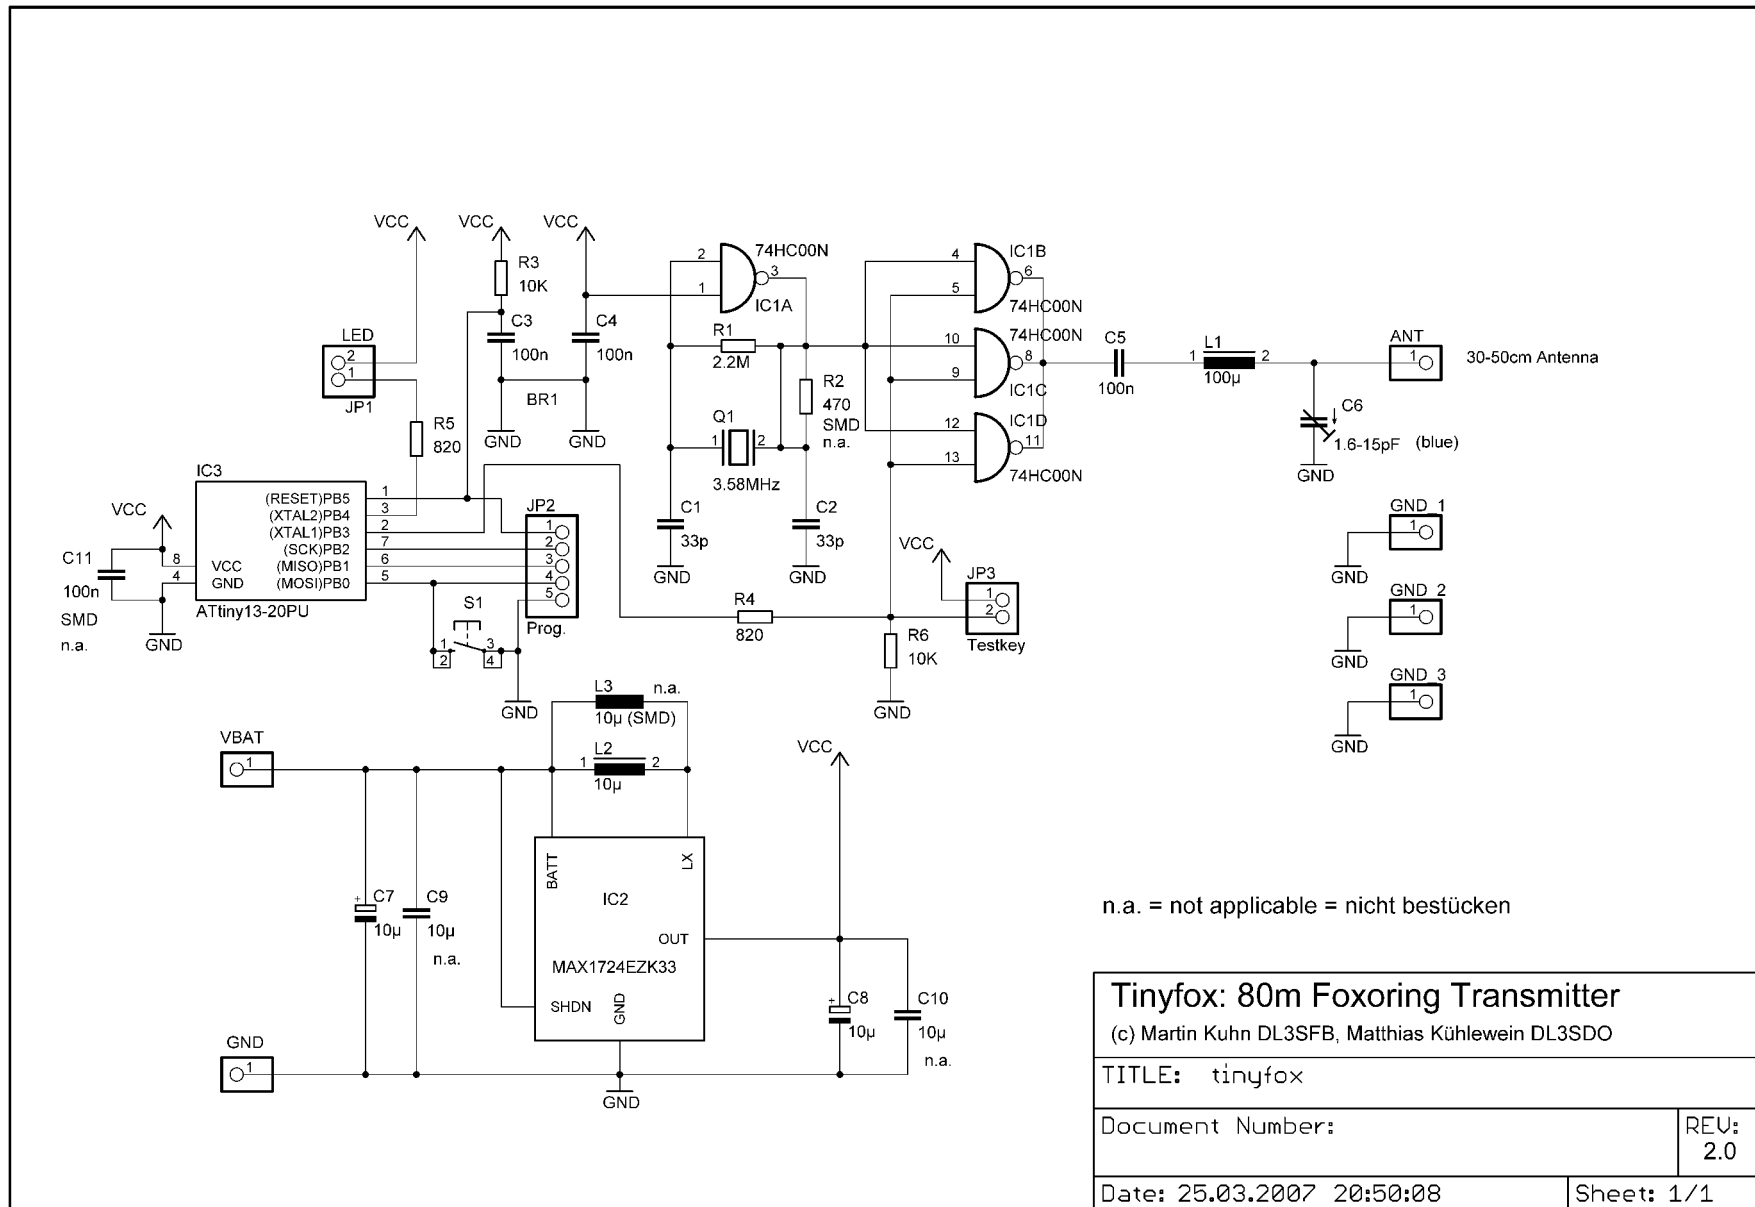 VCC
R3
10K
C3
100n
VCC
VCC
C4
100n
BR1
GND
GND
LED
2
1
JP1
R5
820
2
1
3
74HC00N
IC1A
R1
2.2M
R2
470
SMD
n.a.
Q1
1
2
3.58MHz
C1
33p
GND
C2
33p
GND
4
5
6
IC1B
74HC00N
74HC00N
10
9
8
IC1C
IC1D
12
13
11
74HC00N
C5
100n
1
L1
2
100µ
ANT
1
30-50cm Antenna
C6
1.6-15pF (blue)
GND
GND_1
1
GND
GND_2
1
GND
GND_3
1
GND
IC3
(RESET)PB5
1
(XTAL2)PB4
3
(XTAL1)PB3
2
(SCK)PB2
7
(MISO)PB1
6
(MOSI)PB0
5
8
VCC
4
GND
ATtiny13-20PU
VCC
C11
100n
SMD
n.a.
GND
JP2
1
2
3
4
5
Prog.
S1
1
2
3
4
GND
R4
820
R6
10K
GND
VCC
JP3
1
2
Testkey
VBAT
1
L3
n.a.
10µ (SMD)
L2
1
2
10µ
VCC
BATT
LX
IC2
OUT
MAX1724EZK33
SHDN
GND
+
C7
10µ
C9
10µ
n.a.
+
C8
10µ
C10
10µ
n.a.
GND
1
GND
n.a. = not applicable = nicht bestücken
Tinyfox: 80m Foxoring Transmitter
(c) Martin Kuhn DL3SFB, Matthias Kühlewein DL3SDO
TITLE: tinyfox
Document Number:
REV:
2.0
Date: 25.03.2007 20:50:08
Sheet: 1/1